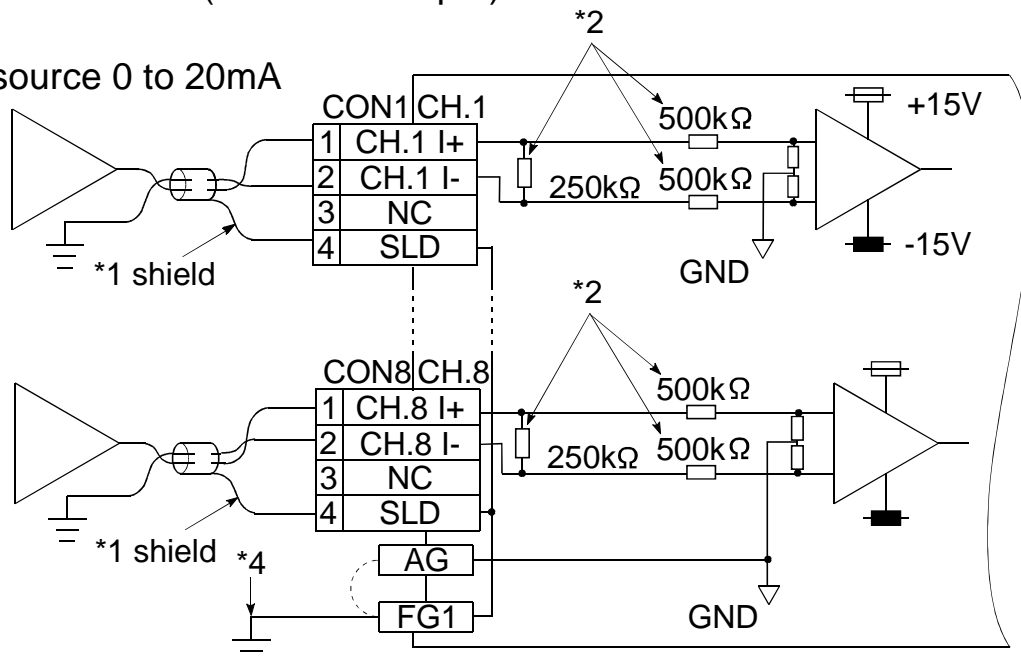 *2
source 0 to 20mA
CON1 CH.1
500kΩ
+15V
1 CH.1 I+
2 CH.1 I-
500kΩ
250kΩ
3 NC
4 SLD
-15V
*1 shield
GND
*2
CON8 CH.8
500kΩ
1 CH.8 I+
2 CH.8 I-
500kΩ
250kΩ
3 NC
4 SLD
*1 shield
*4
AG
FG1
GND